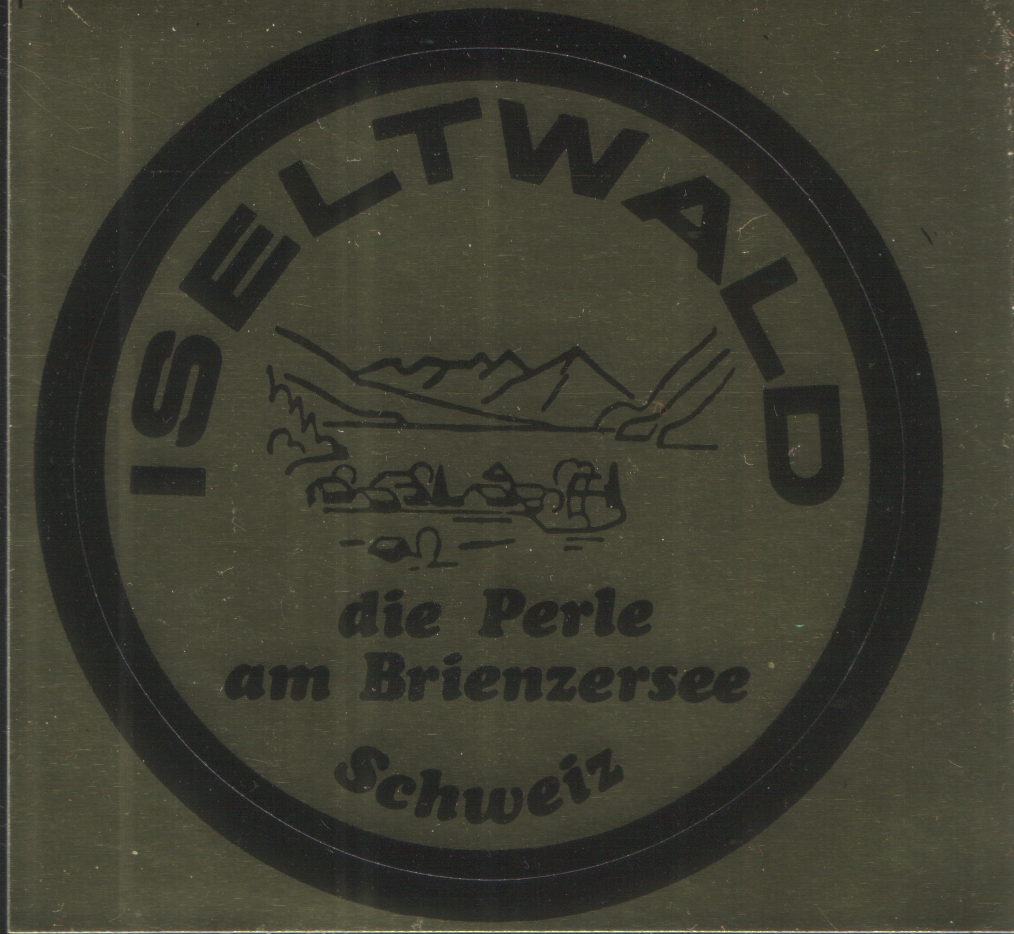 ISELTWALD
die Perle
am Brienzersee
Schweiz